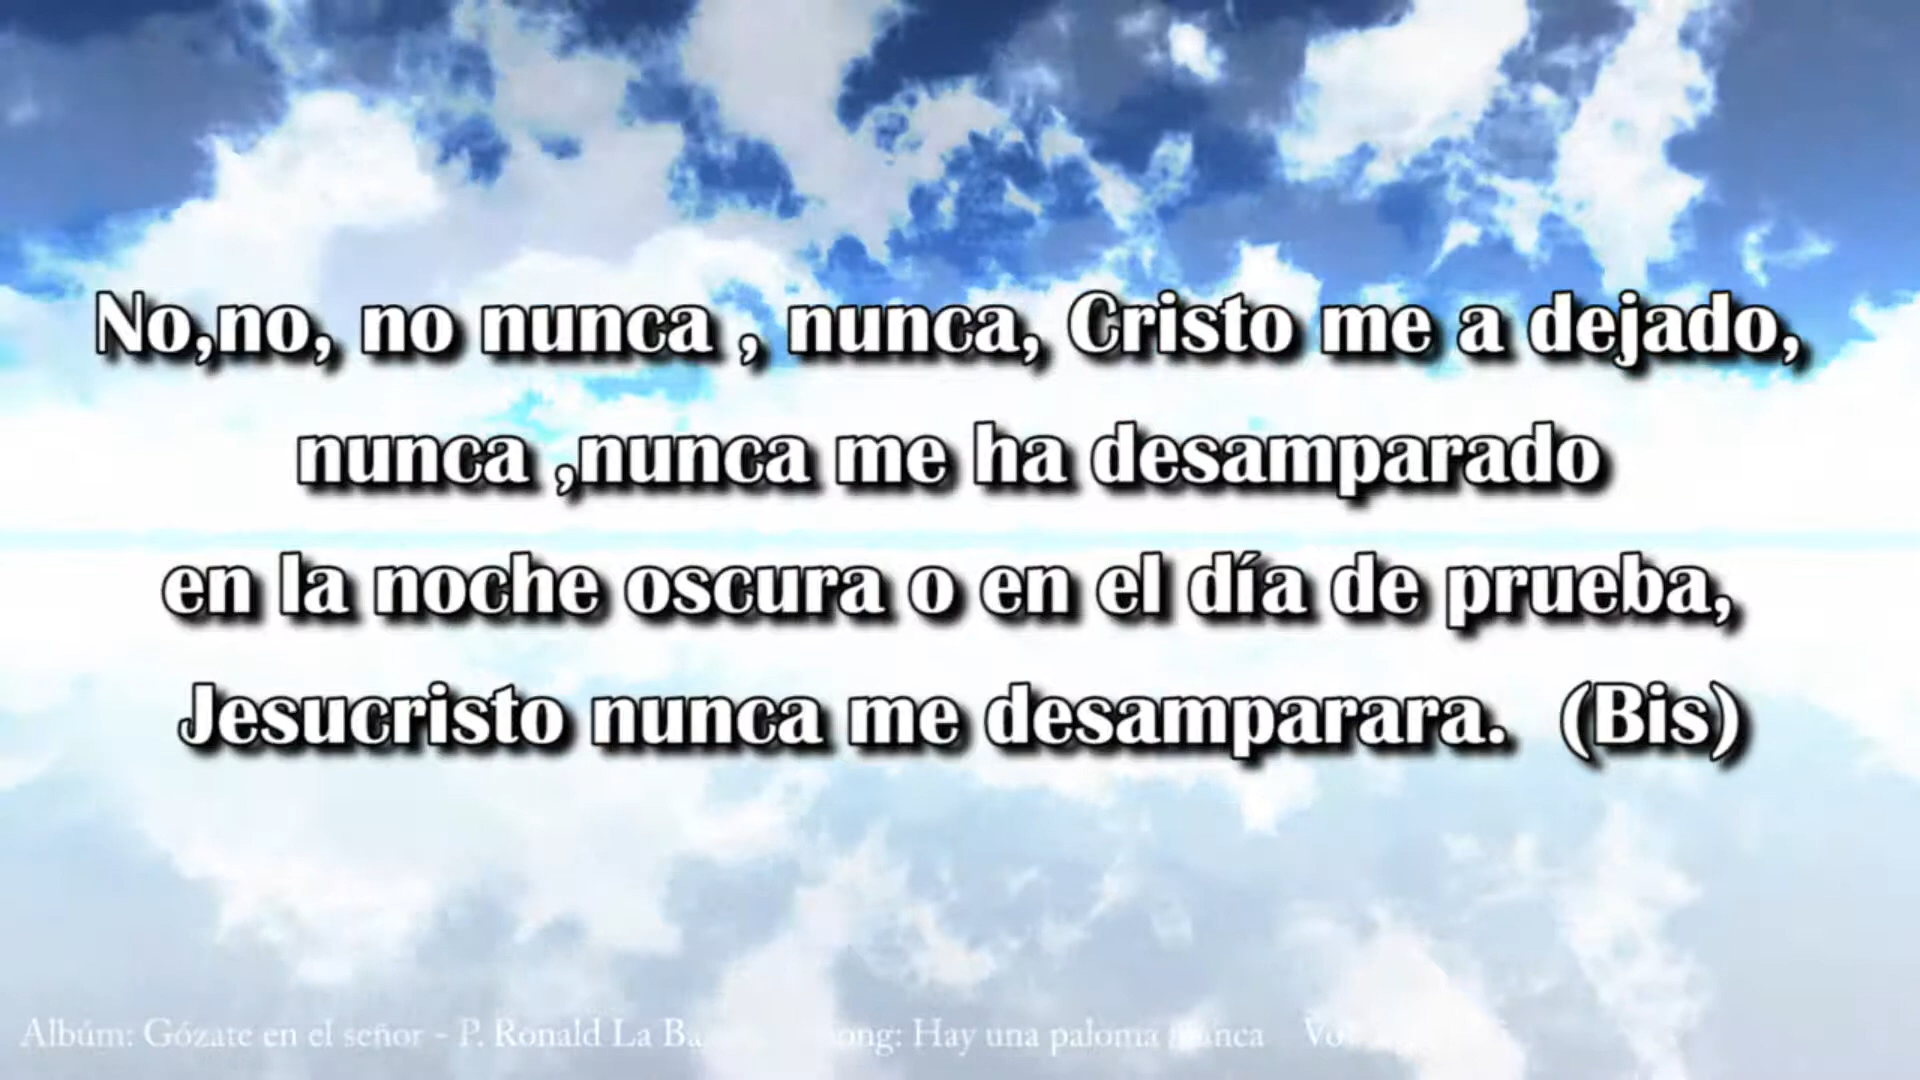 No,no, no nunca , nunca, Cristo me a dejado,
nunca ,nunca me ha desamparado
en la noche oscura o en el día de prueba,
Jesucristo nunca me desamparara. (Bis)
Albúm: Gózate en el señor - P. Ronald La Hay una paloma